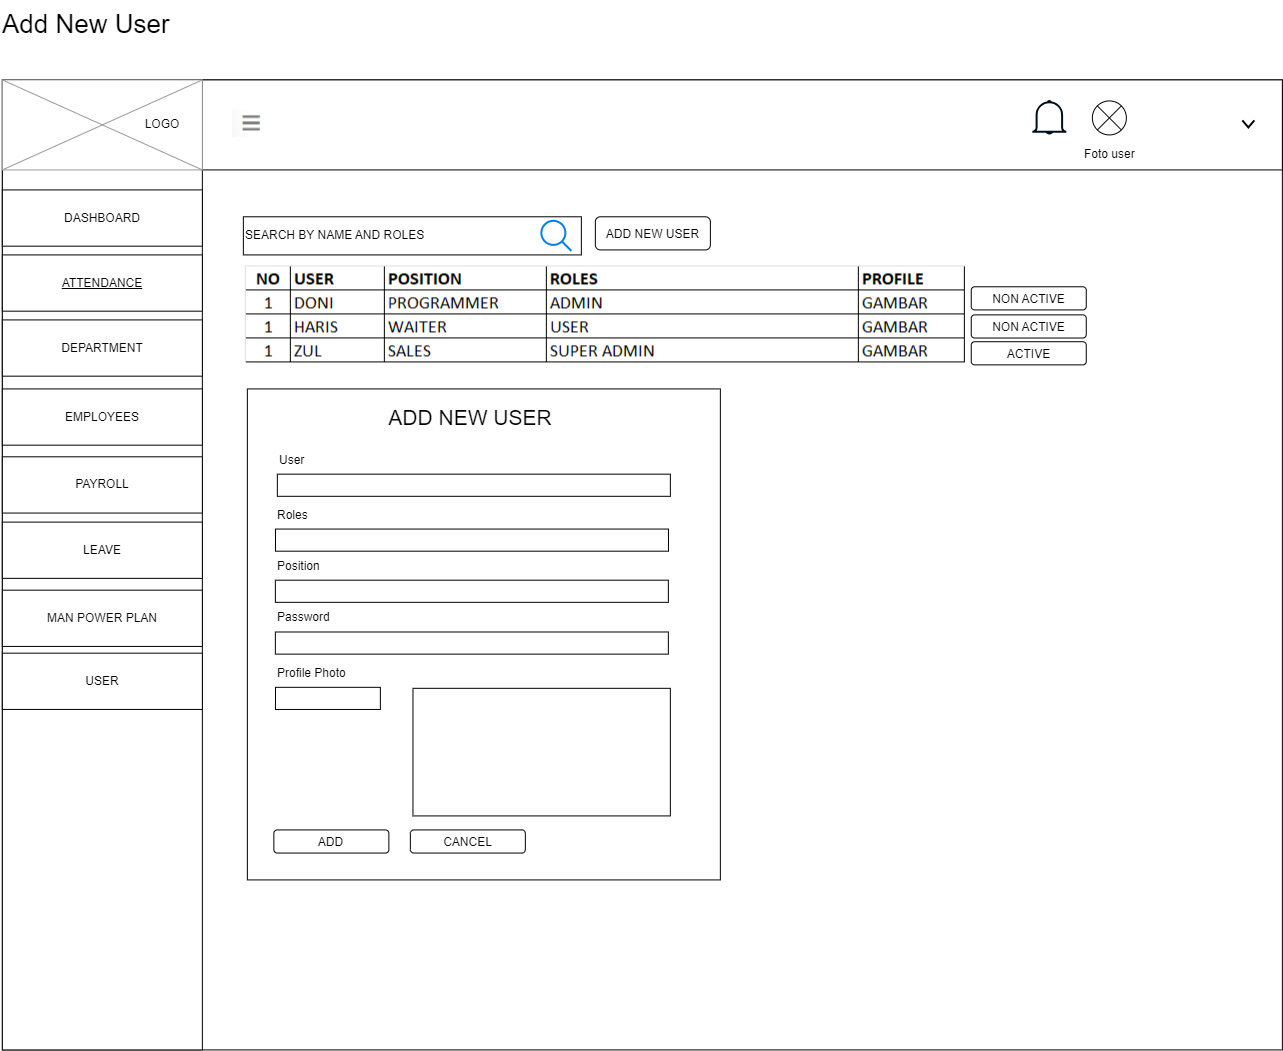 Add New User
LOGO
Foto user
DASHBOARD
ATTENDANCE
DEPARTMENT
EMPLOYEES
PAYROLL
LEAVE
MAN POWER PLAN
USER
SEARCH BY NAME AND ROLES
ADD NEW USER
NO USER POSITION ROLES PROFILE
1 DONI PROGRAMMER ADMIN GAMBAR NON ACTIVE
1 HARIS WAITER USER GAMBAR NON ACTIVE
1 ZUL SALES SUPER ADMIN GAMBAR ACTIVE
ADD NEW USER
User
Roles
Position
Password
Profile Photo
ADD CANCEL